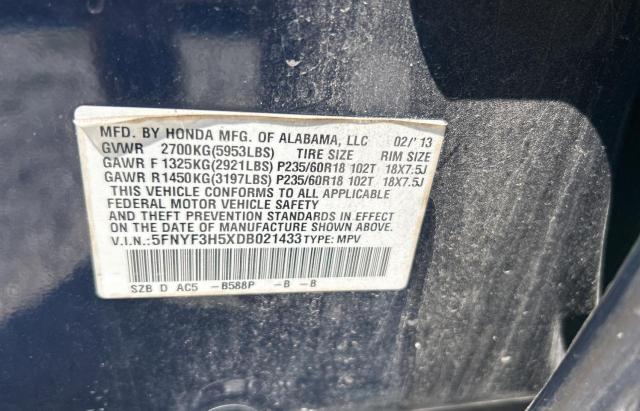 MFD. BY HONDA MFG. OF ALABAMA, LLC 02/'13
GVWR 2700KG(5953LBS) TIRE SIZE RIM SIZE
GAWR F 1325KG(2921LBS) P235/60R18 102T 18X7.5J
GAWR R 1450KG(3197LBS) P235/60R18 102T 18X7.5J
THIS VEHICLE CONFORMS TO ALL APPLICABLE
FEDERAL MOTOR VEHICLE SAFETY
AND THEFT PREVENTION STANDARDS IN EFFECT
ON THE DATE OF MANUFACTURE SHOWN ABOVE.
V.I.N.:5FNYF3H5XDB021433 TYPE: MPV
SZB D AC5 -B588P -B -B